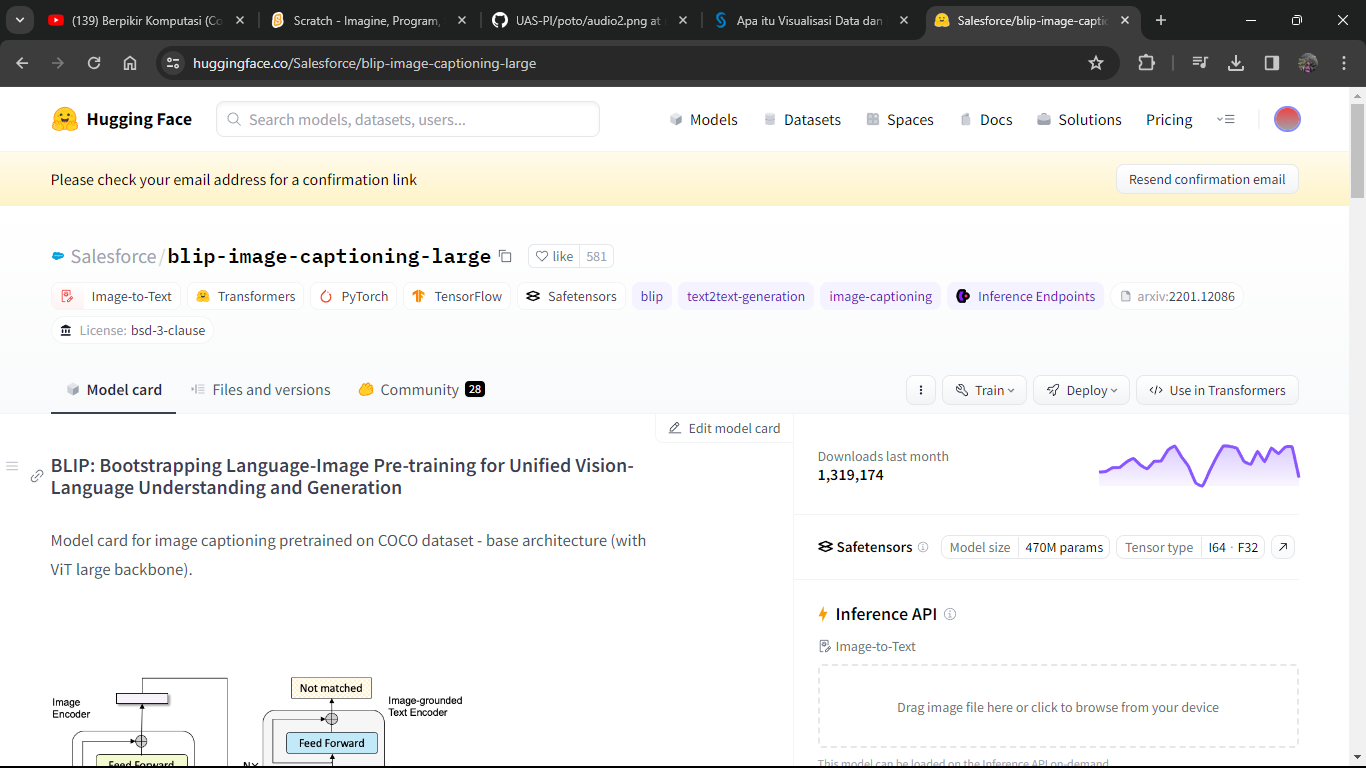 (139) Berpikir Komputasi (Co
Scratch - Imagine, Program,
UAS-PI/poto/audio2.png at
Apa itu Visualisasi Data dan
Salesforce/blip-image-captio
huggingface.co/Salesforce/blip-image-captioning-large
Hugging Face
Search models, datasets, users...
Models
Datasets
Spaces
Docs
Solutions
Pricing
Please check your email address for a confirmation link
Resend confirmation email
Salesforce/blip-image-captioning-large
like 581
Image-to-Text
Transformers
PyTorch
TensorFlow
Safetensors
blip
text2text-generation
image-captioning
Inference Endpoints
arxiv:2201.12086
License: bsd-3-clause
Model card
Files and versions
Community 28
Train
Deploy
</> Use in Transformers
Edit model card
BLIP: Bootstrapping Language-Image Pre-training for Unified Vision-
Language Understanding and Generation
Model card for image captioning pretrained on COCO dataset - base architecture (with
ViT large backbone).
Image
Encoder
Feed Forward
Not matched
Image-grounded
Text Encoder
Feed Forward
N×
Downloads last month
1,319,174
Safetensors
Model size 470M params
Tensor type I64 · F32
Inference API
Image-to-Text
Drag image file here or click to browse from your device
This model can be loaded on the Inference API on-demand.